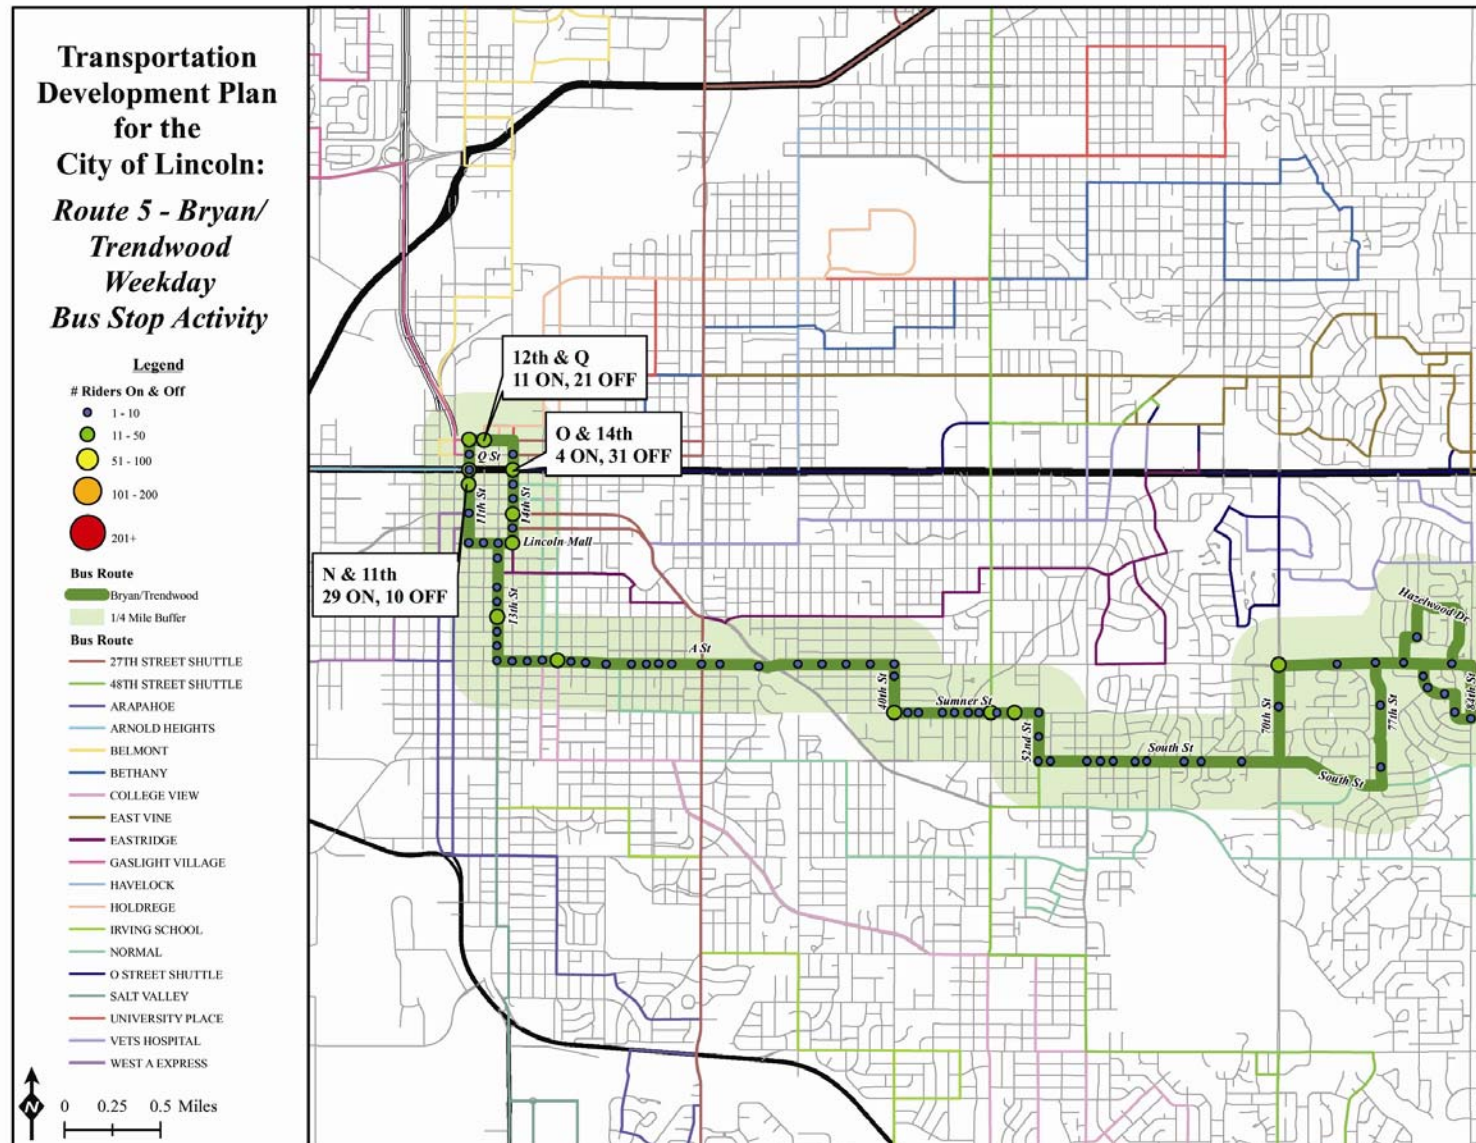 Transportation
Development Plan
for the
City of Lincoln:
Route 5 - Bryan/
Trendwood
Weekday
Bus Stop Activity
Legend
# Riders On & Off
1 - 10
11 - 50
51 - 100
101 - 200
201+
Bus Route
Bryan/Trendwood
1/4 Mile Buffer
Bus Route
27TH STREET SHUTTLE
48TH STREET SHUTTLE
ARAPAHOE
ARNOLD HEIGHTS
BELMONT
BETHANY
COLLEGE VIEW
EAST VINE
EASTRIDGE
GASLIGHT VILLAGE
HAVELOCK
HOLDREGE
IRVING SCHOOL
NORMAL
O STREET SHUTTLE
SALT VALLEY
UNIVERSITY PLACE
VETS HOSPITAL
WEST A EXPRESS
N
0 0.25 0.5 Miles
12th & Q
11 ON, 21 OFF
O & 14th
4 ON, 31 OFF
N & 11th
29 ON, 10 OFF
Q St
11th St
14th St
Lincoln Mall
13th St
A St
40th St
Sumner St
52nd St
South St
70th St
South St
77th St
Hazelwood Dr
84th St